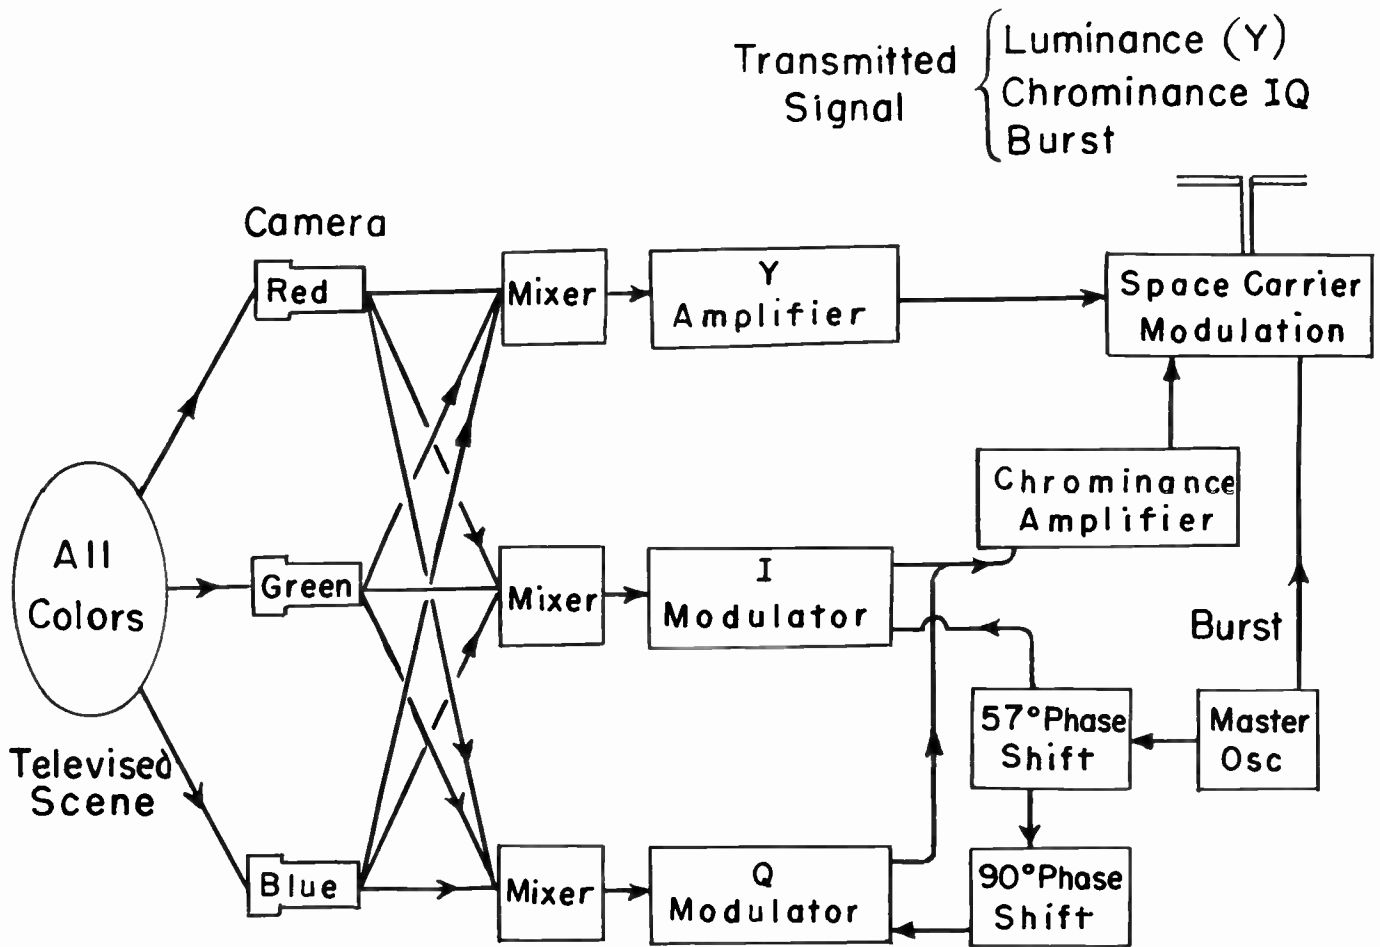 Transmitted
Signal
Luminance (Y)
Chrominance IQ
Burst
Camera
Red
Mixer
Y
Amplifier
Space Carrier
Modulation
Chrominance
Amplifier
All
Colors
Green
Mixer
I
Modulator
Burst
57° Phase
Shift
Master
Osc
Televised
Scene
Blue
Mixer
Q
Modulator
90° Phase
Shift